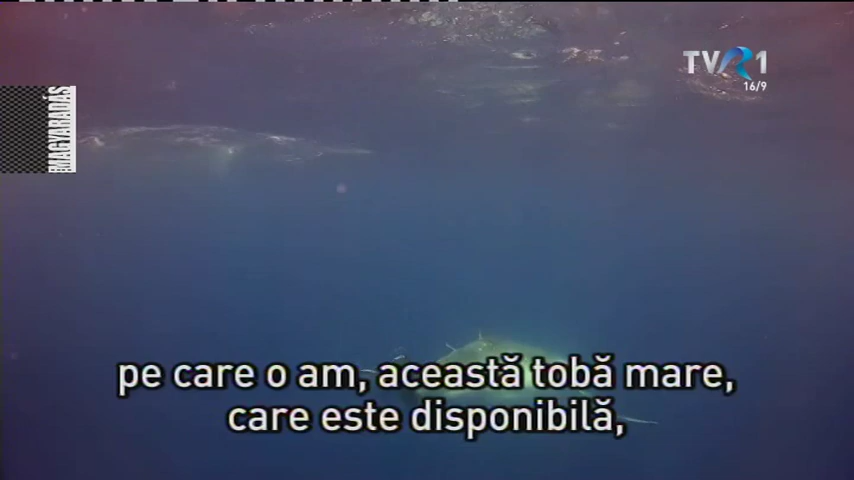 TVR1
16/9
MAGYARADÁS
pe care o am, această tobă mare,
care este disponibilă,